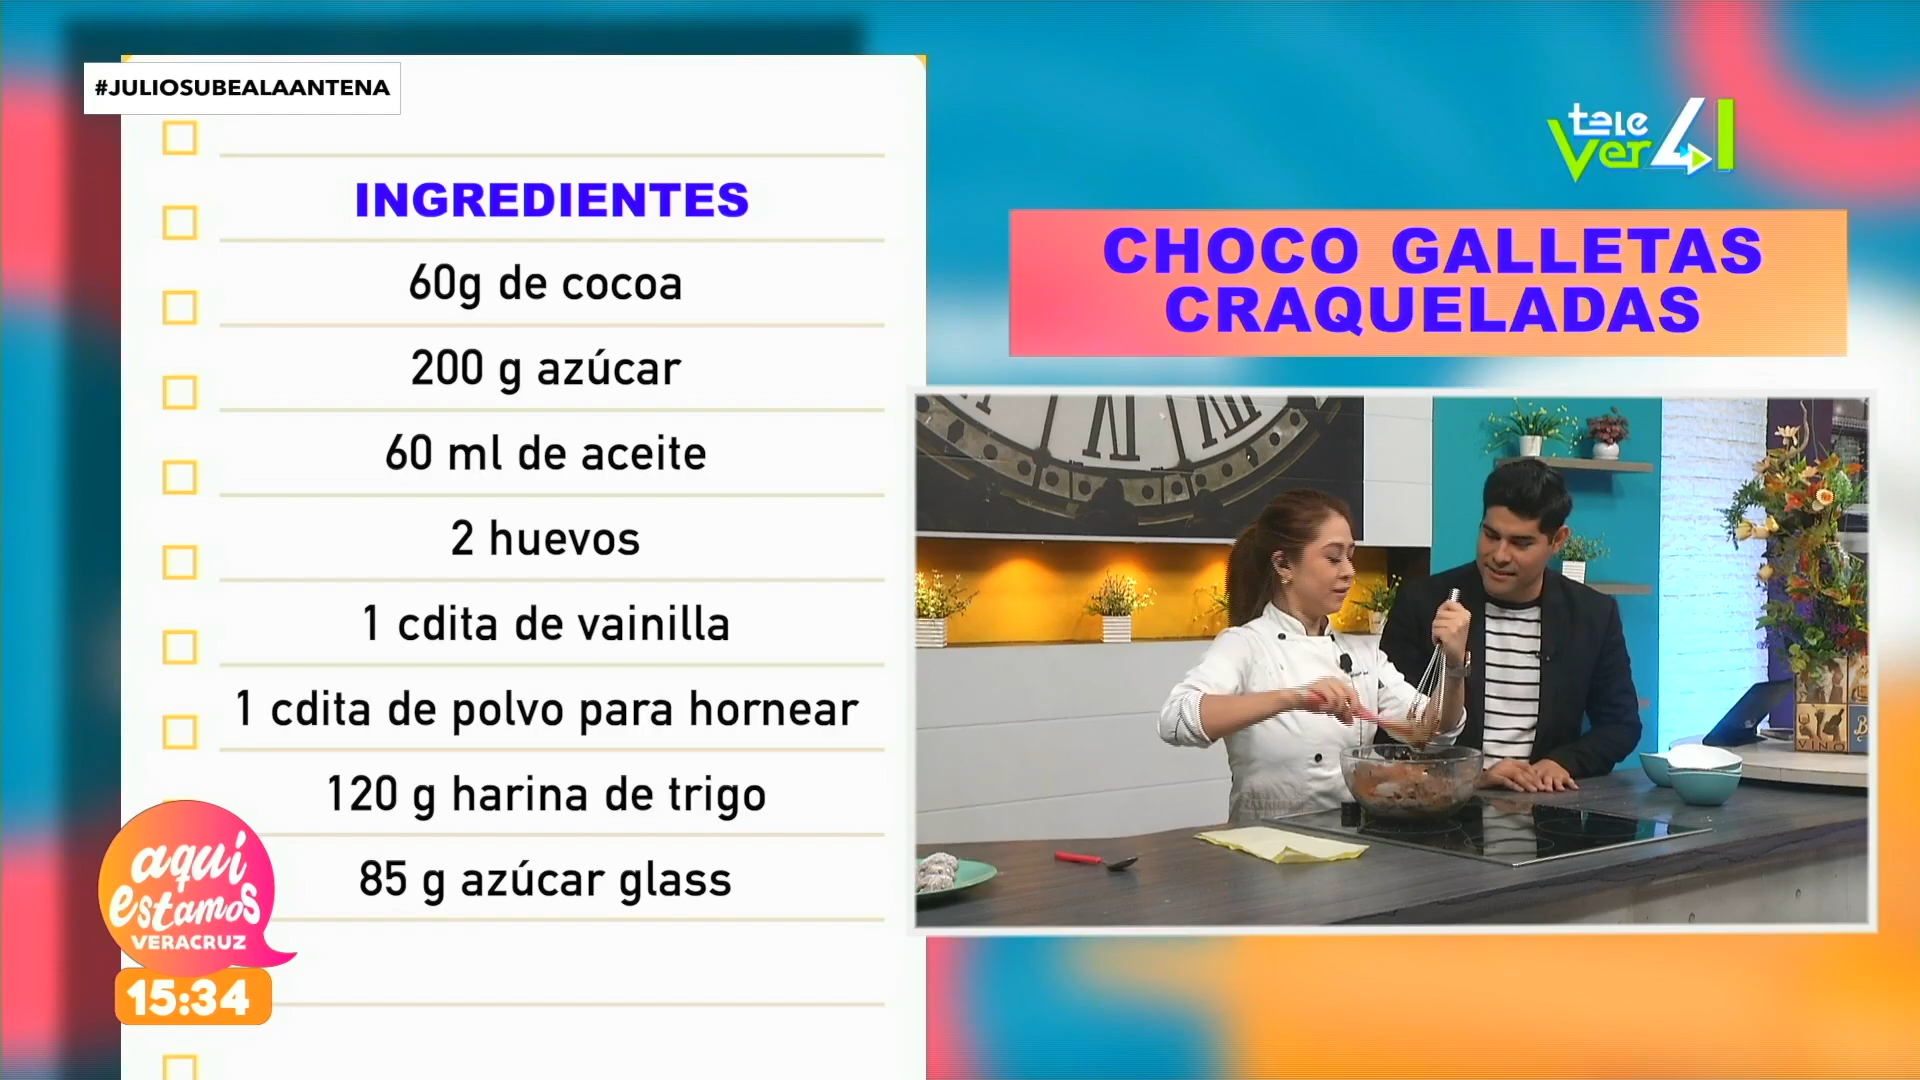 #JULIOSUBEALAANTENA
INGREDIENTES
60g de cocoa
200 g azúcar
60 ml de aceite
2 huevos
1 cdita de vainilla
1 cdita de polvo para hornear
120 g harina de trigo
85 g azúcar glass
aquí
estamos
VERACRUZ
15:34
tele
Ver 41
CHOCO GALLETAS
CRAQUELADAS
VINO